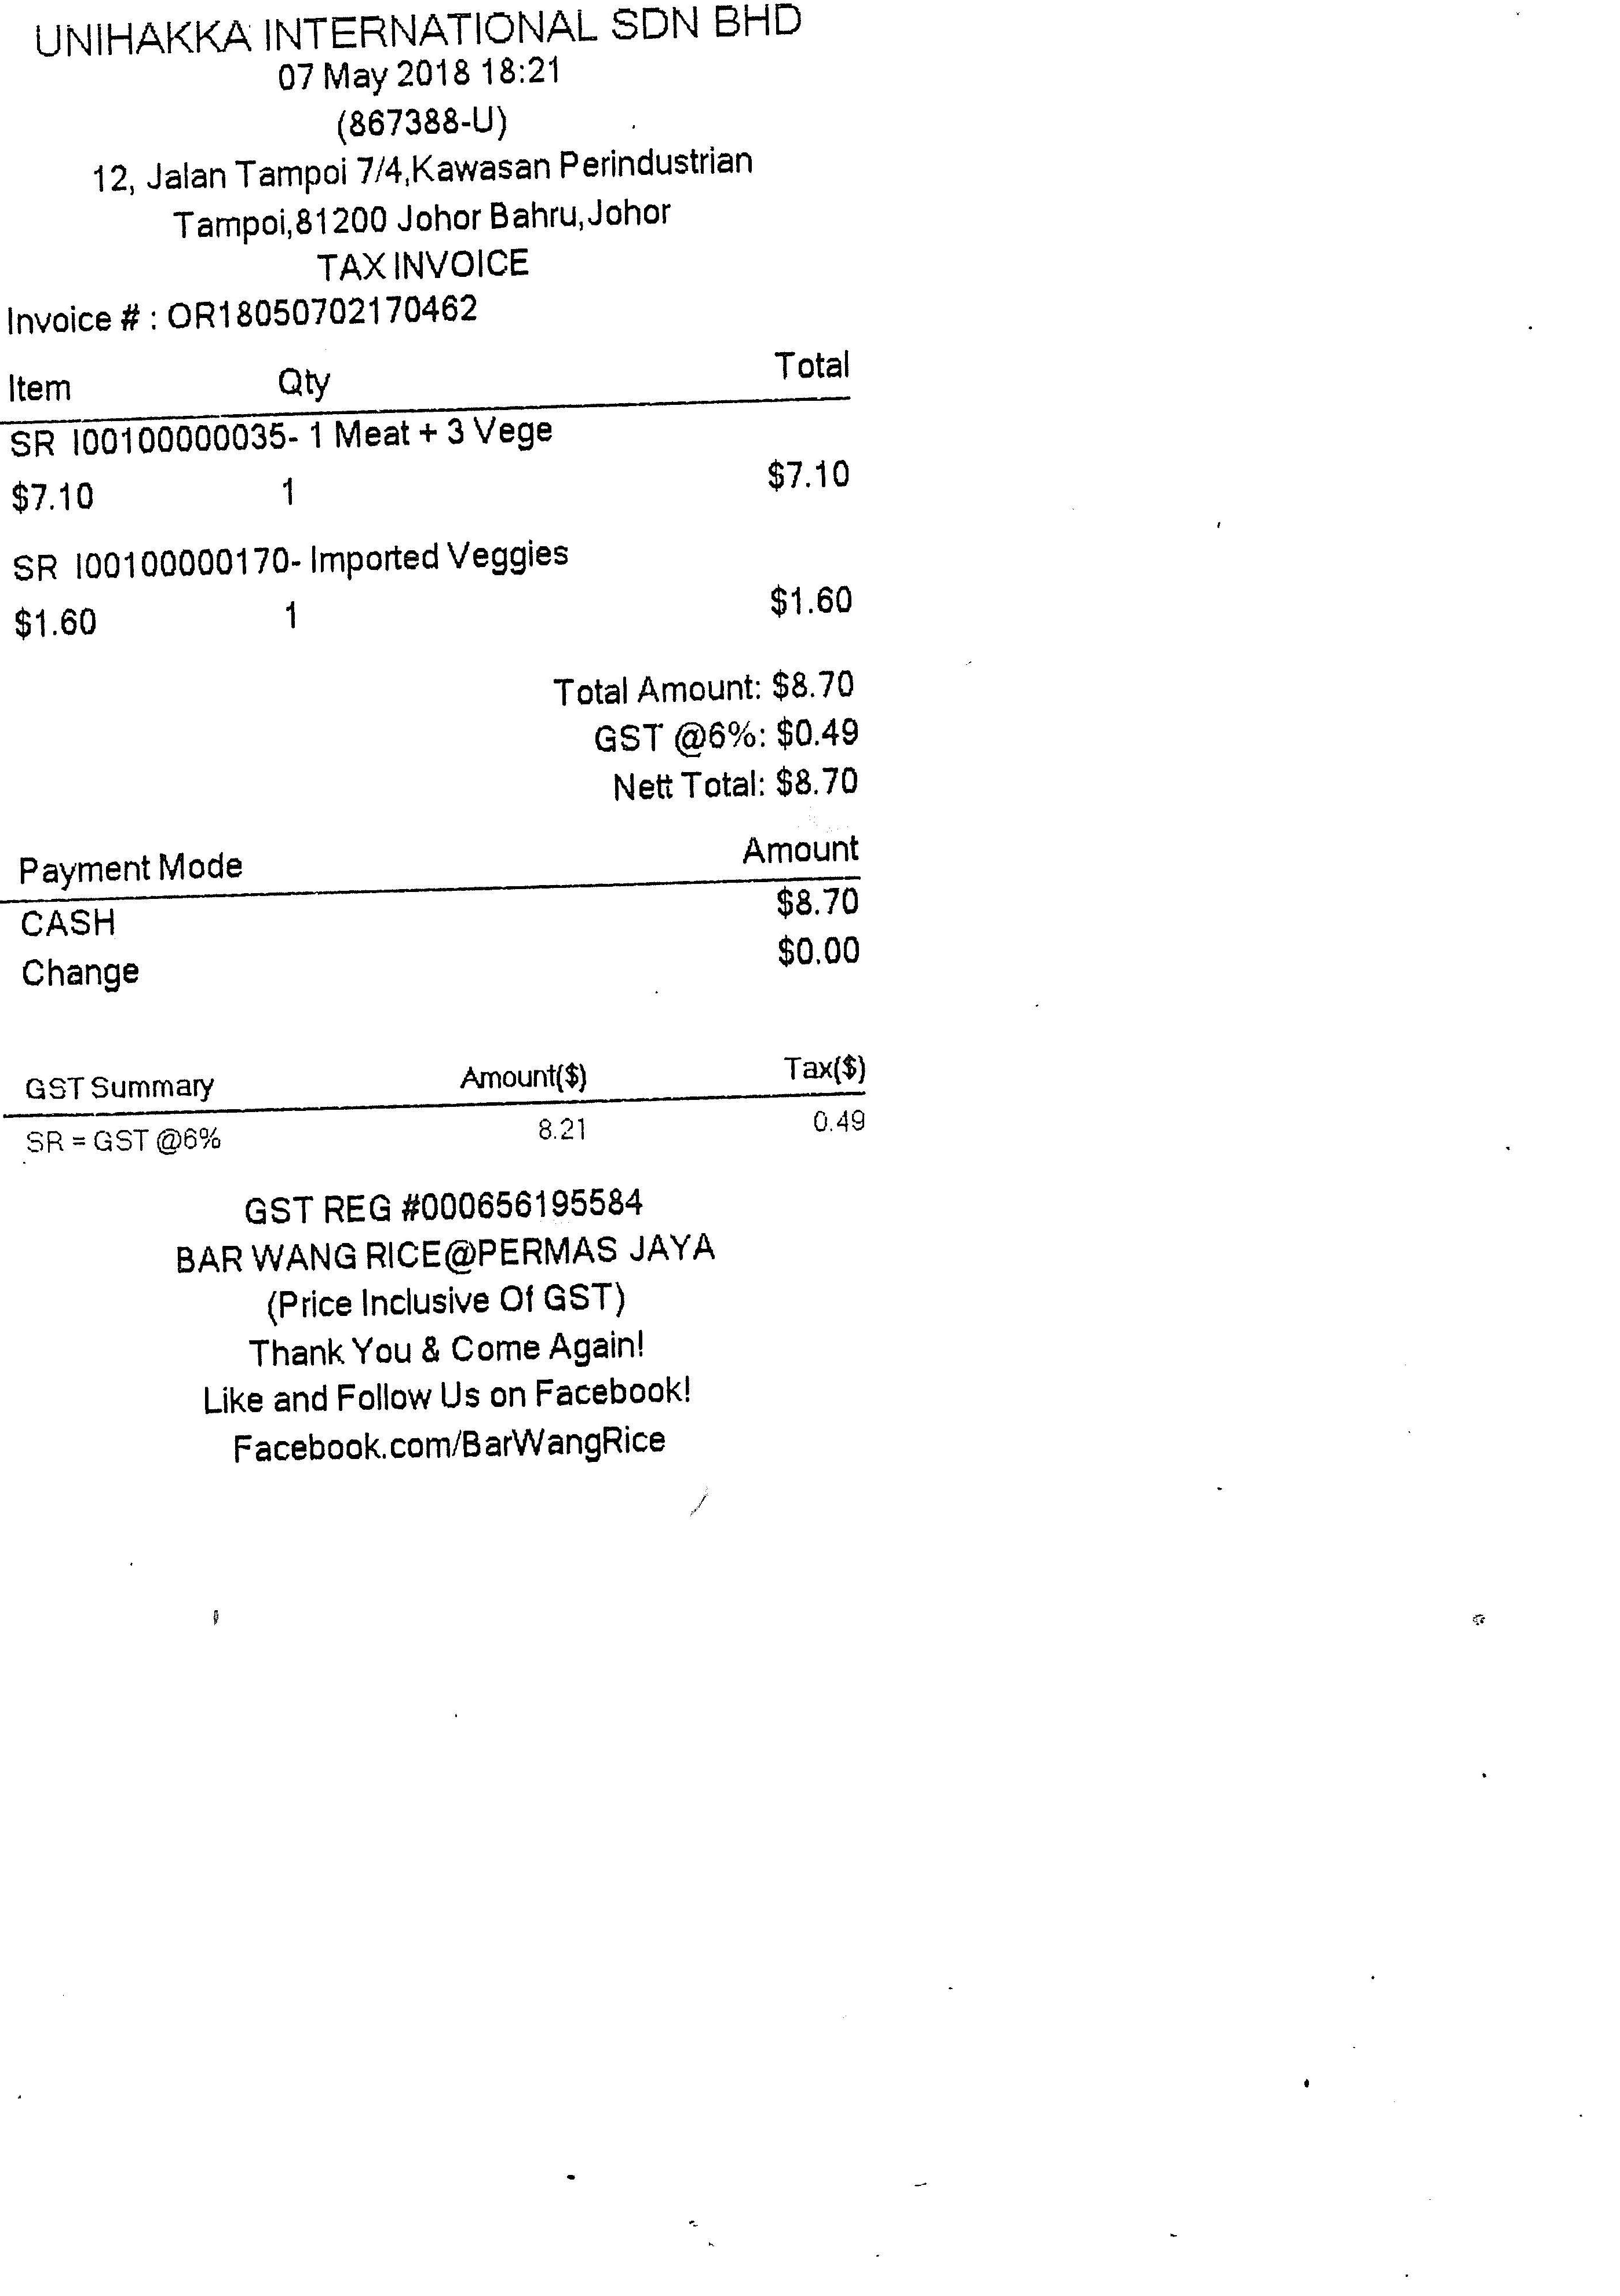 UNIHAKKA INTERNATIONAL SDN BHD
07 May 2018 18:21
(867388-U)
12, Jalan Tampoi 7/4,Kawasan Perindustrian
Tampoi,81200 Johor Bahru,Johor
TAX INVOICE
Invoice # : OR18050702170462
Item Qty Total
SR I00100000035- 1 Meat + 3 Vege
$7.10 1 $7.10
SR I00100000170- Imported Veggies
$1.60 1 $1.60
Total Amount: $8.70
GST @6%: $0.49
Nett Total: $8.70
Payment Mode Amount
CASH $8.70
Change $0.00
GST Summary Amount($) Tax($)
SR = GST @6% 8.21 0.49
GST REG #000656195584
BAR WANG RICE@PERMAS JAYA
(Price Inclusive Of GST)
Thank You & Come Again!
Like and Follow Us on Facebook!
Facebook.com/BarWangRice